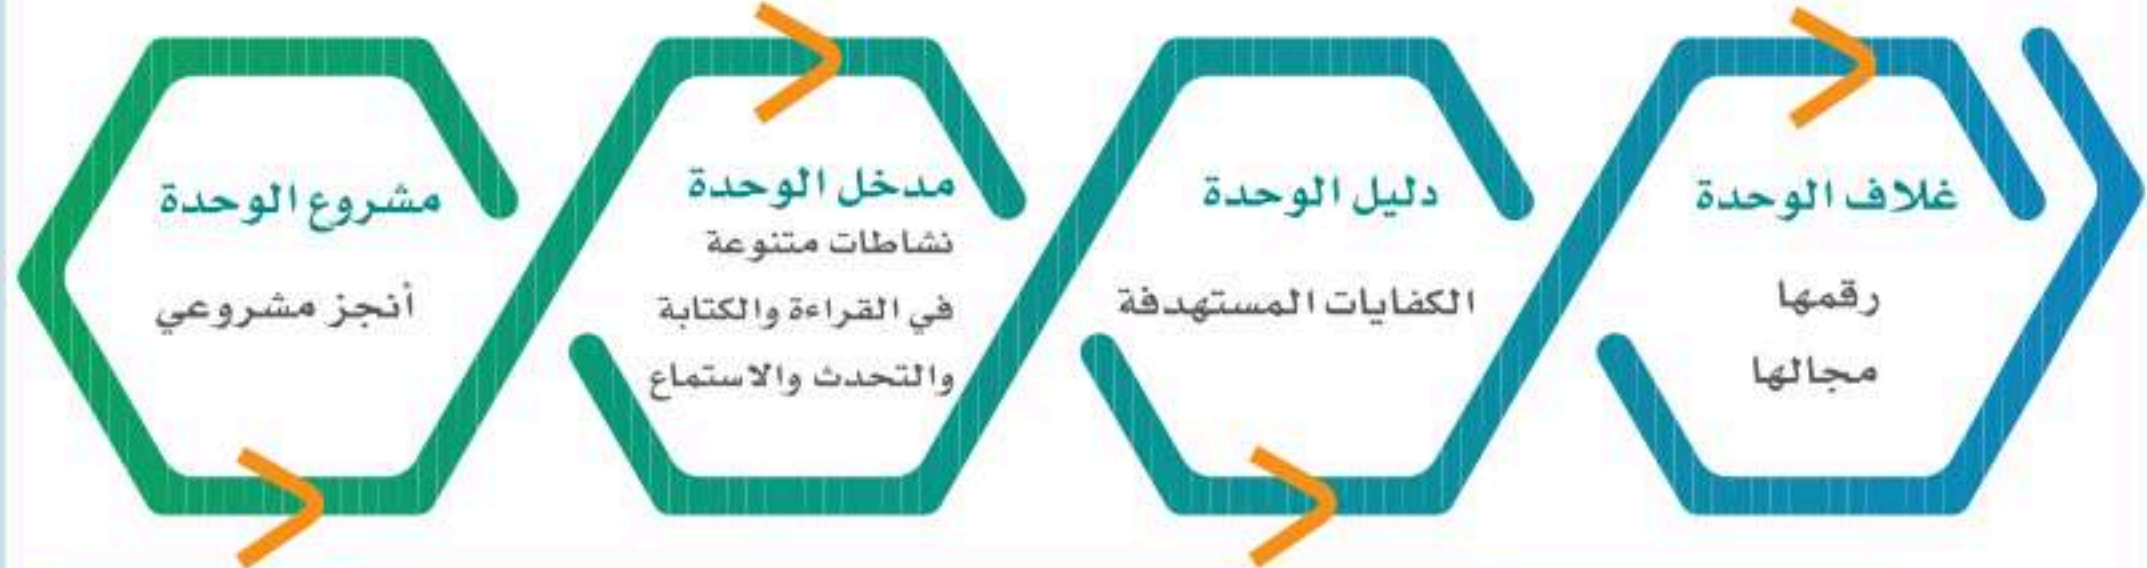 غلاف الوحدة
رقمها
مجالها
دليل الوحدة
الكفايات المستهدفة
مدخل الوحدة
نشاطات متنوعة
في القراءة والكتابة
والتحدث والاستماع
مشروع الوحدة
أنجز مشروعي